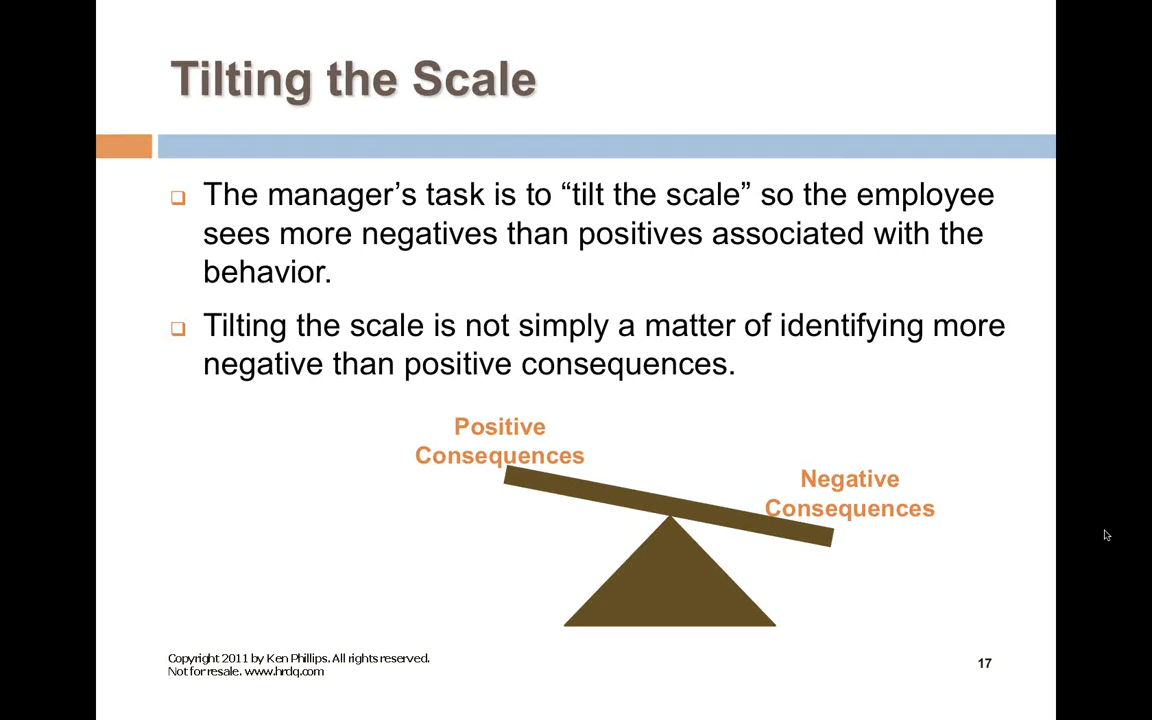 Tilting the Scale
The manager’s task is to “tilt the scale” so the employee
sees more negatives than positives associated with the
behavior.
Tilting the scale is not simply a matter of identifying more
negative than positive consequences.
Positive
Consequences
Negative
Consequences
Copyright 2011 by Ken Phillips. All rights reserved.
Not for resale. www.hrdq.com
17